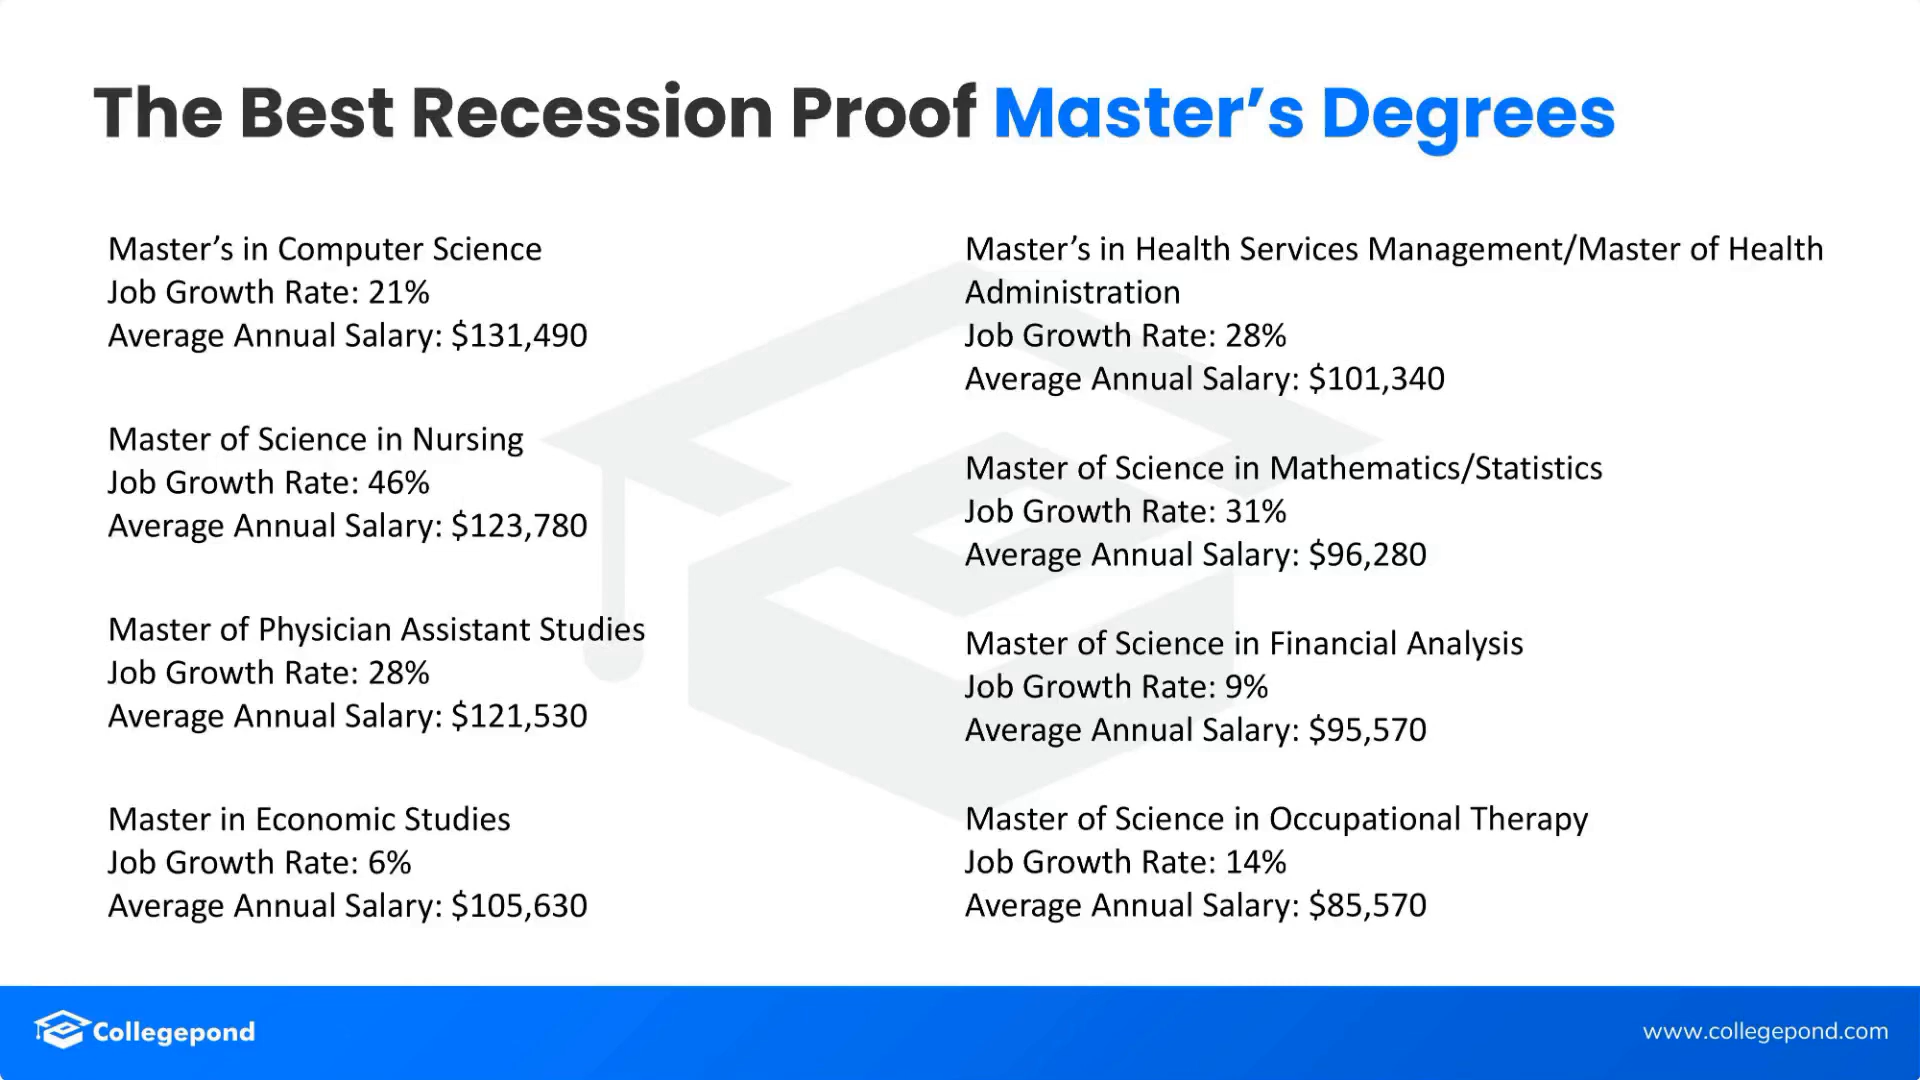 The Best Recession Proof Master’s Degrees
Master’s in Computer Science
Job Growth Rate: 21%
Average Annual Salary: $131,490
Master of Science in Nursing
Job Growth Rate: 46%
Average Annual Salary: $123,780
Master of Physician Assistant Studies
Job Growth Rate: 28%
Average Annual Salary: $121,530
Master in Economic Studies
Job Growth Rate: 6%
Average Annual Salary: $105,630
Master’s in Health Services Management/Master of Health
Administration
Job Growth Rate: 28%
Average Annual Salary: $101,340
Master of Science in Mathematics/Statistics
Job Growth Rate: 31%
Average Annual Salary: $96,280
Master of Science in Financial Analysis
Job Growth Rate: 9%
Average Annual Salary: $95,570
Master of Science in Occupational Therapy
Job Growth Rate: 14%
Average Annual Salary: $85,570
Collegepond
www.collegepond.com